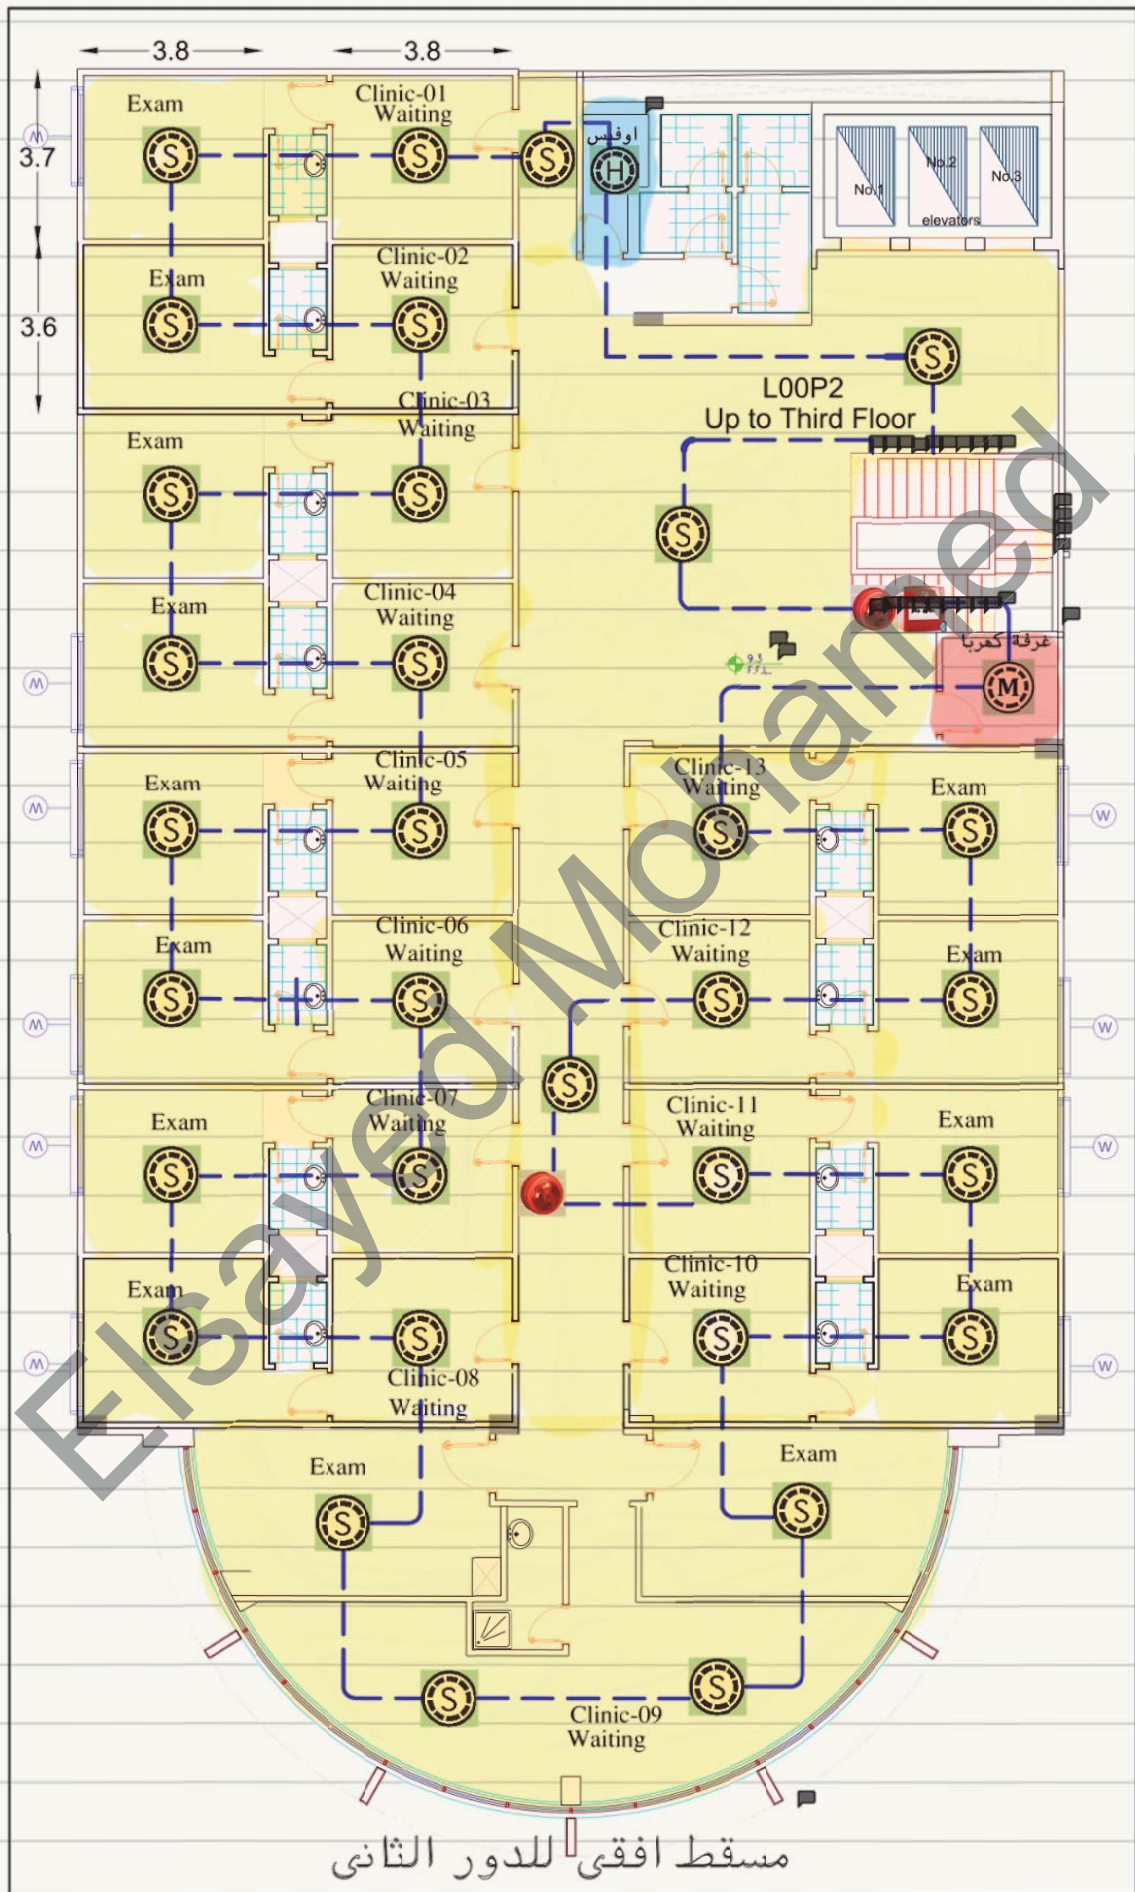 3.8
3.8
3.7
3.6
Exam
Clinic-01
Waiting
S
S
S
اوفيس
H
No.1
No.2
No.3
elevators
W
Exam
Clinic-02
Waiting
S
S
S
L00P2
Up to Third Floor
Exam
Clinic-03
Waiting
S
S
S
Exam
Clinic-04
Waiting
S
S
W
غرفة كهربا
M
9.3
F.F.L.
Exam
Clinic-05
Waiting
S
S
W
Clinic-13
Waiting
Exam
S
S
W
Exam
Clinic-06
Waiting
S
S
W
Clinic-12
Waiting
Exam
S
S
W
S
Exam
Clinic-07
Waiting
S
S
W
Clinic-11
Waiting
Exam
S
S
W
Exam
S
S
Clinic-08
Waiting
W
Clinic-10
Waiting
Exam
S
S
W
Exam
S
Exam
S
S
S
Clinic-09
Waiting
مسقط افقى للدور الثانى
Elsayed Mohamed